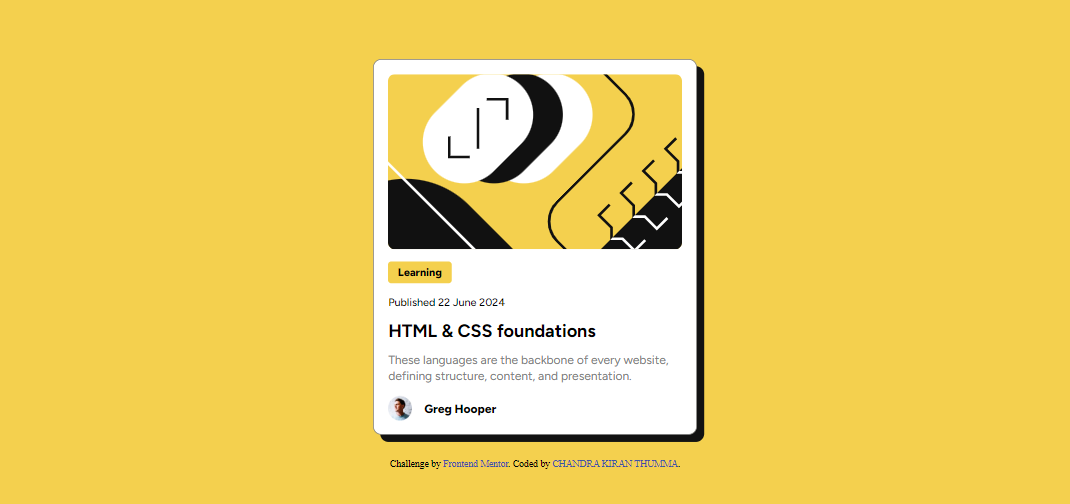 Learning
Published 22 June 2024
HTML & CSS foundations
These languages are the backbone of every website,
defining structure, content, and presentation.
Greg Hooper
Challenge by Frontend Mentor. Coded by CHANDRA KIRAN THUMMA.